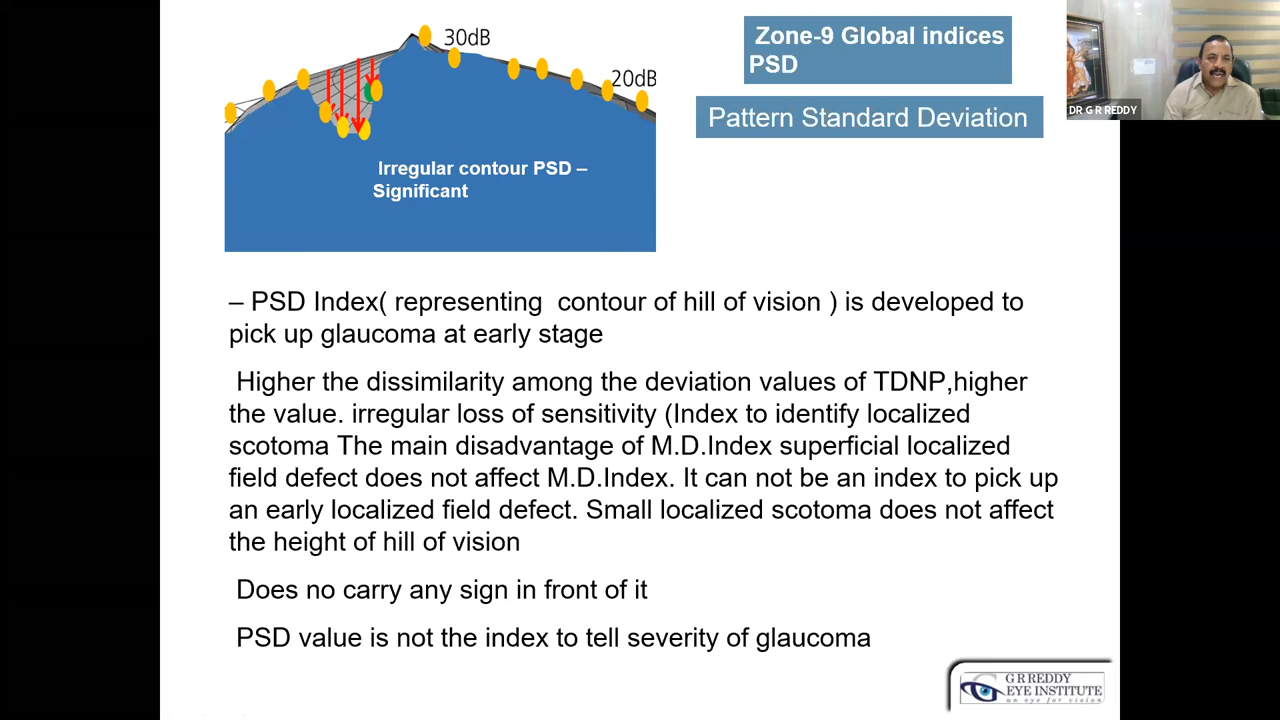 30dB
20dB
Irregular contour PSD –
Significant
Zone-9 Global indices
PSD
Pattern Standard Deviation
DR G R REDDY
– PSD Index( representing contour of hill of vision ) is developed to
pick up glaucoma at early stage
Higher the dissimilarity among the deviation values of TDNP,higher
the value. irregular loss of sensitivity (Index to identify localized
scotoma The main disadvantage of M.D.Index superficial localized
field defect does not affect M.D.Index. It can not be an index to pick up
an early localized field defect. Small localized scotoma does not affect
the height of hill of vision
Does no carry any sign in front of it
PSD value is not the index to tell severity of glaucoma
G R REDDY
EYE INSTITUTE
an eye for vision